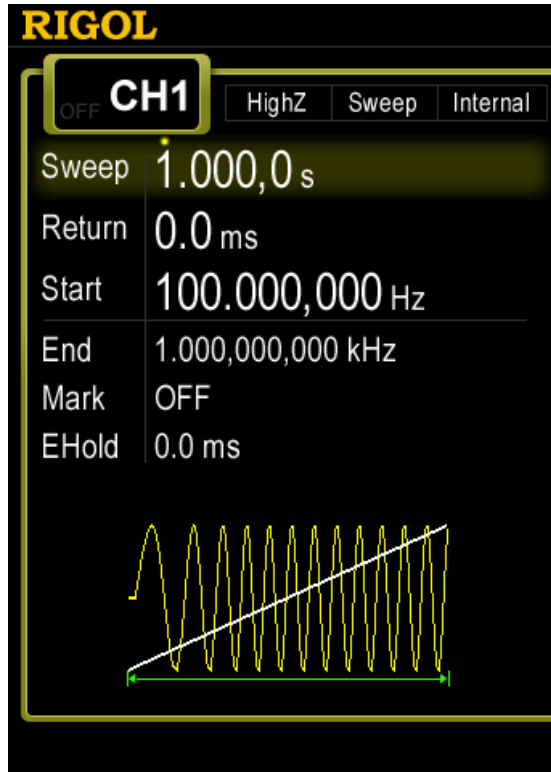 RIGOL
OFF CH1 HighZ Sweep Internal
Sweep 1.000,0 s
Return 0.0 ms
Start 100.000,000 Hz
End 1.000,000,000 kHz
Mark OFF
EHold 0.0 ms